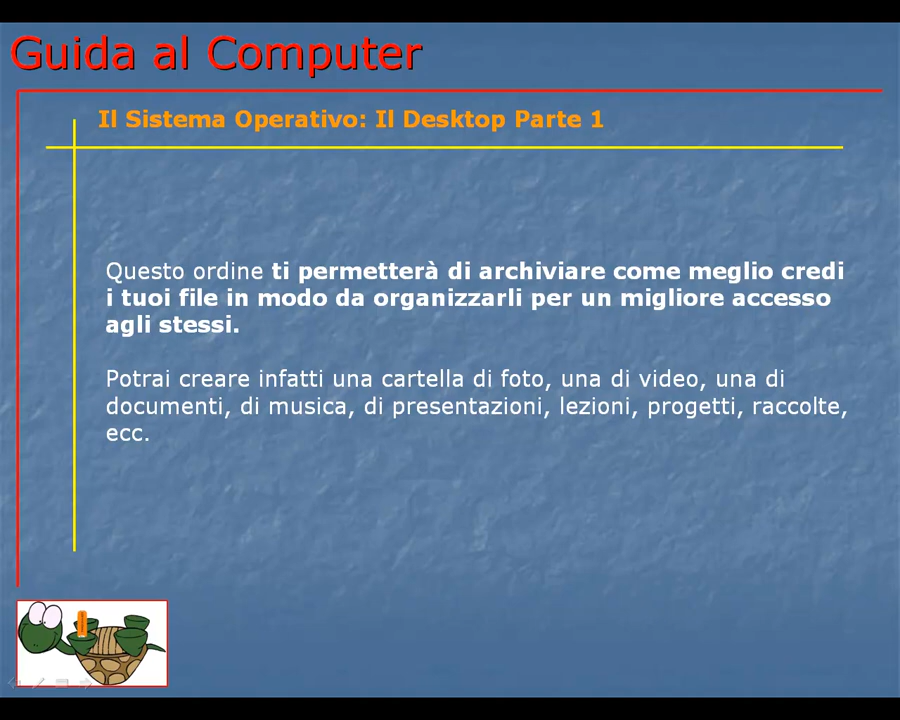 Guida al Computer
Il Sistema Operativo: Il Desktop Parte 1
Questo ordine ti permetterà di archiviare come meglio credi
i tuoi file in modo da organizzarli per un migliore accesso
agli stessi.
Potrai creare infatti una cartella di foto, una di video, una di
documenti, di musica, di presentazioni, lezioni, progetti, raccolte,
ecc.